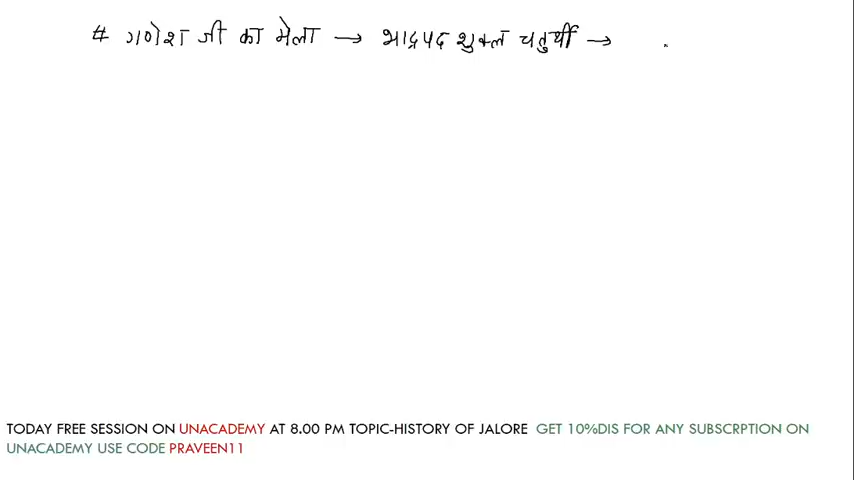 # गणेश जी का मेला → भाद्रपद शुक्ल चतुर्थी →
TODAY FREE SESSION ON UNACADEMY AT 8.00 PM TOPIC-HISTORY OF JALORE GET 10%DIS FOR ANY SUBSCRPTION ON
UNACADEMY USE CODE PRAVEEN11